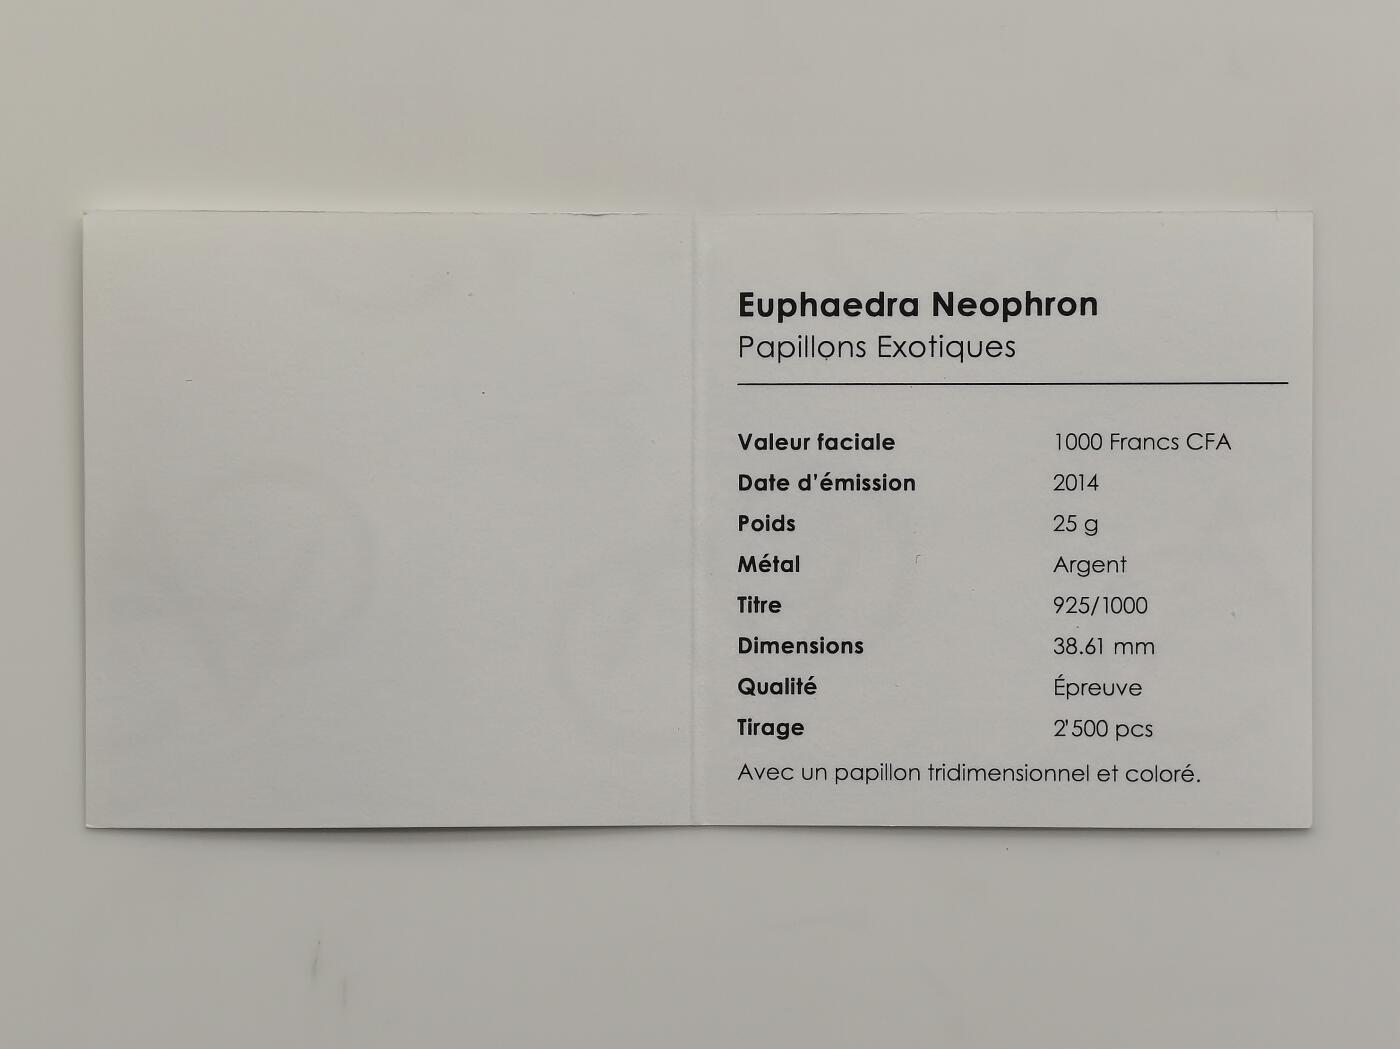 Euphaedra Neophron
Papillons Exotiques
Valeur faciale 1000 Francs CFA
Date d'émission 2014
Poids 25 g
Métal Argent
Titre 925/1000
Dimensions 38.61 mm
Qualité Épreuve
Tirage 2'500 pcs
Avec un papillon tridimensionnel et coloré.